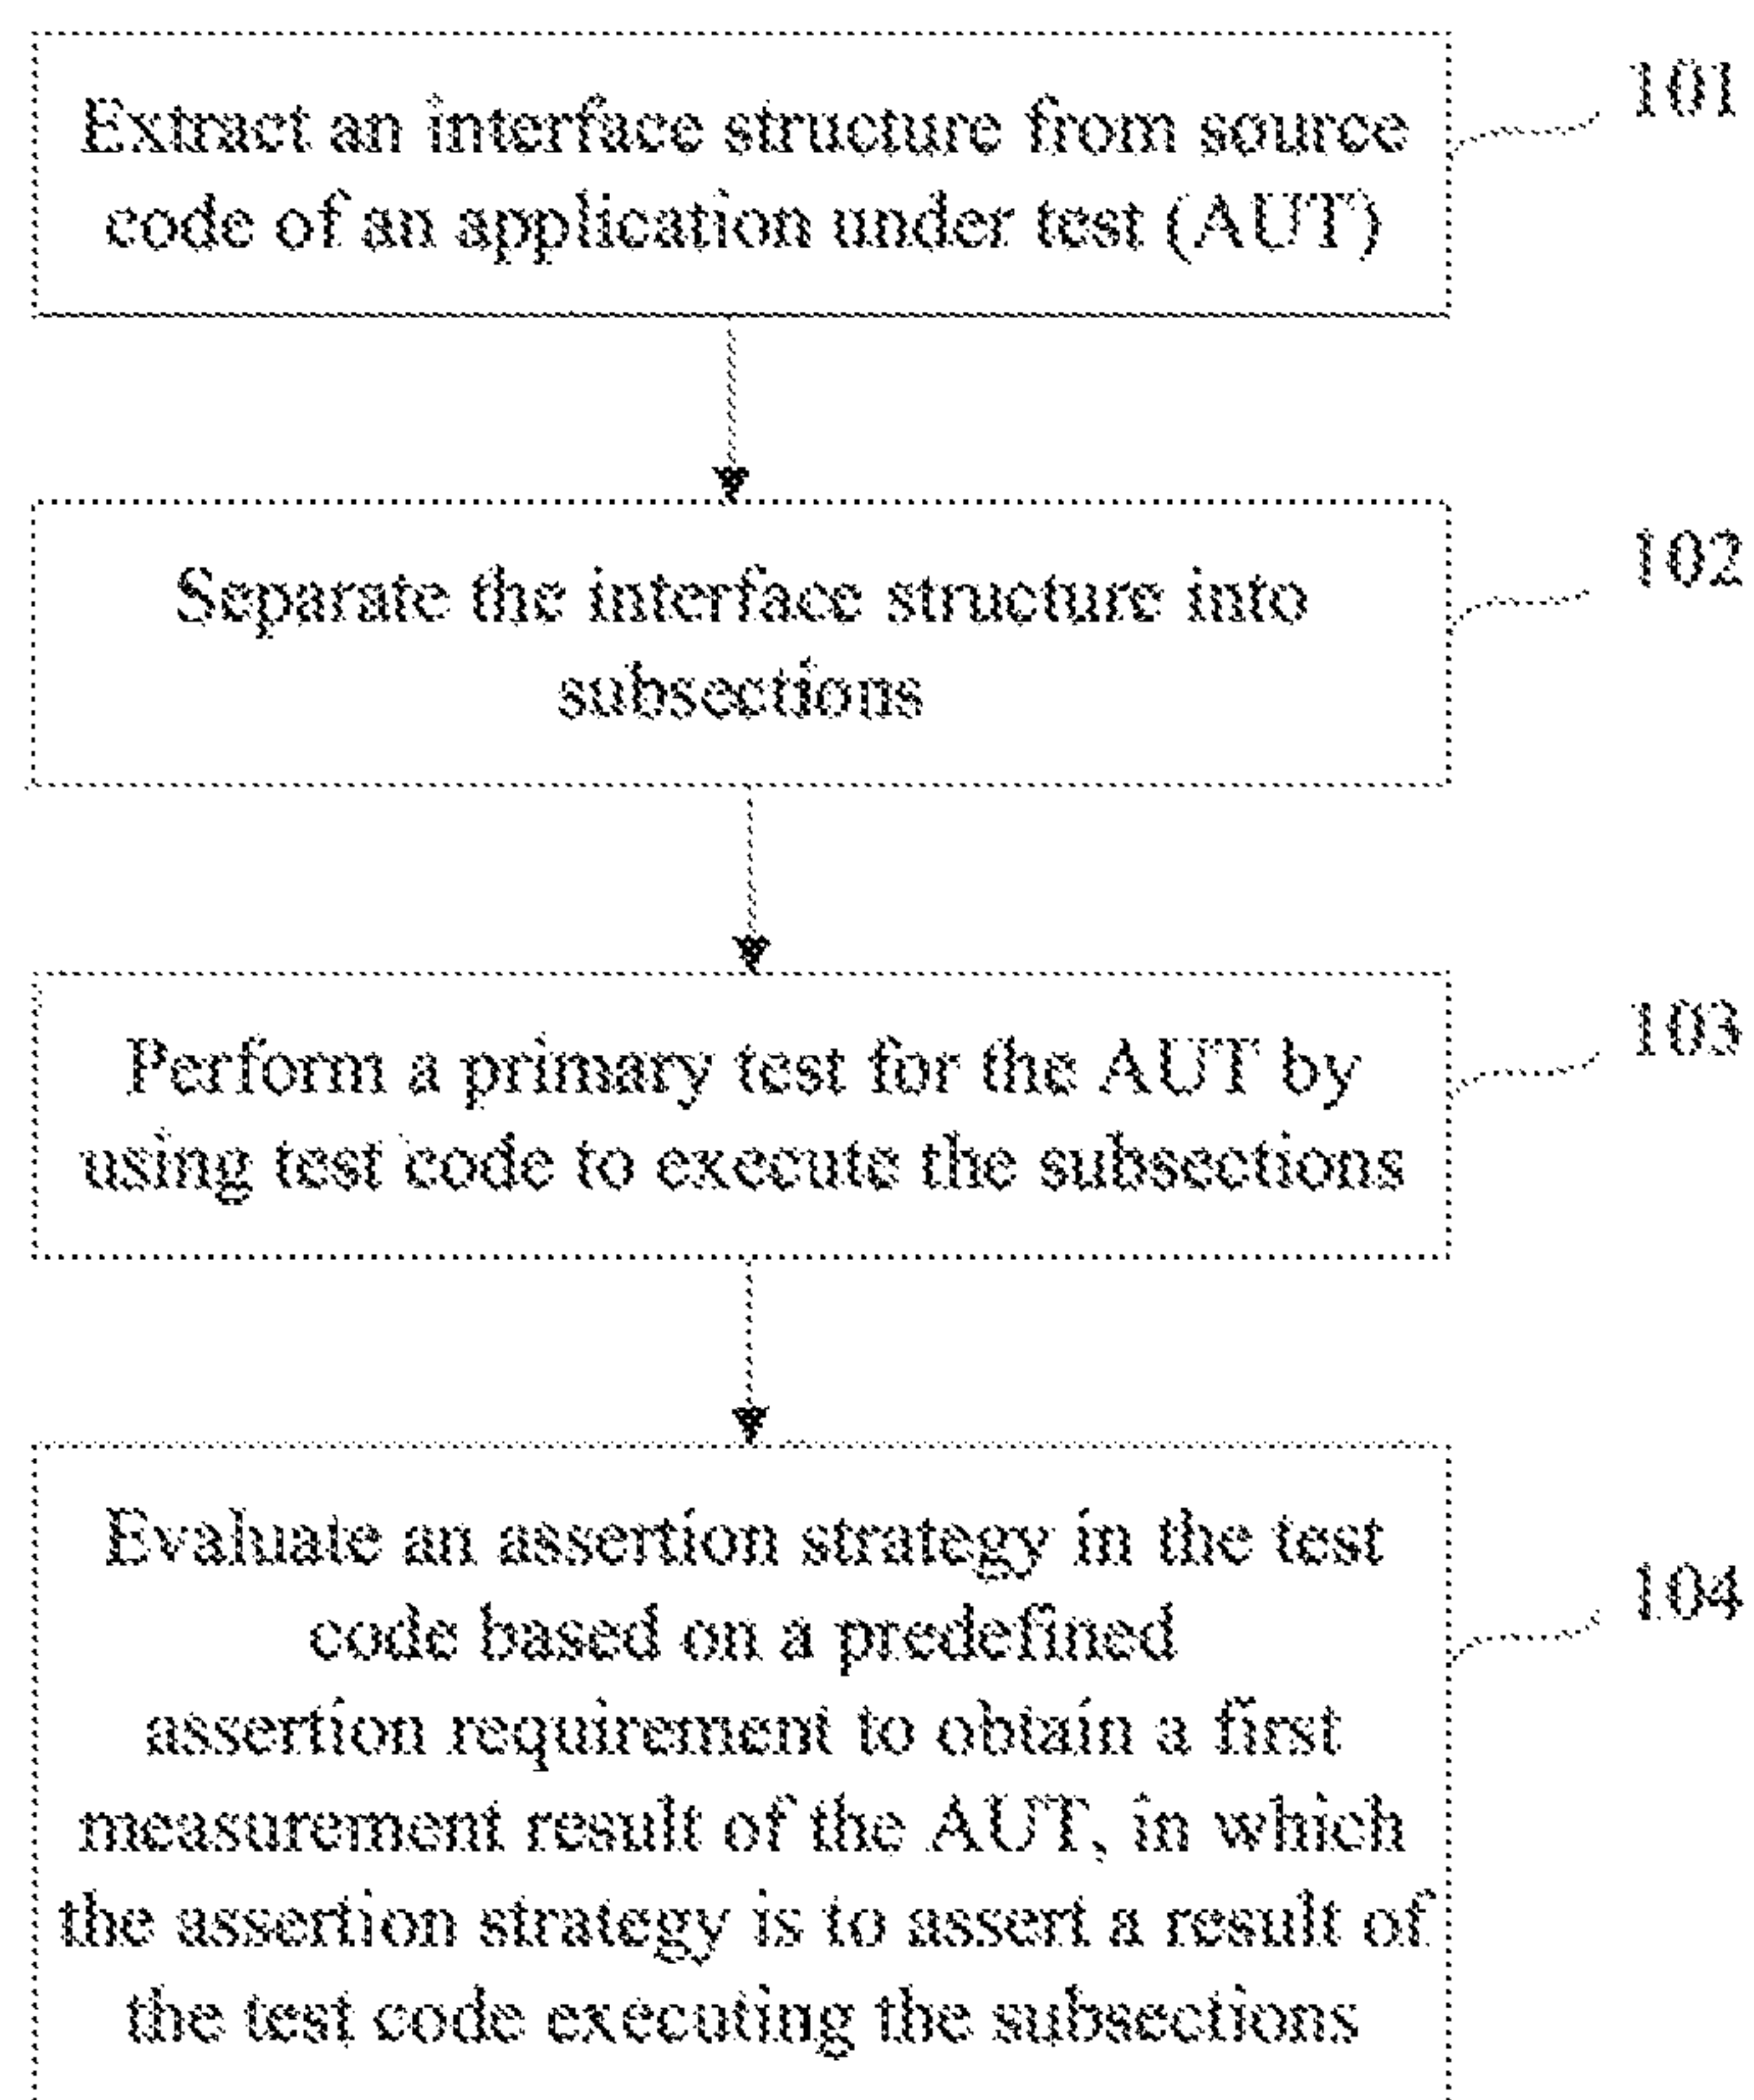 Extract an interface structure from source
code of an application under test (AUT)
101
Separate the interface structure into
subsections
102
Perform a primary test for the AUT by
using test code to execute the subsections
103
Evaluate an assertion strategy in the test
code based on a predefined
assertion requirement to obtain a first
measurement result of the AUT, in which
the assertion strategy is to assert a result of
the test code executing the subsections
104